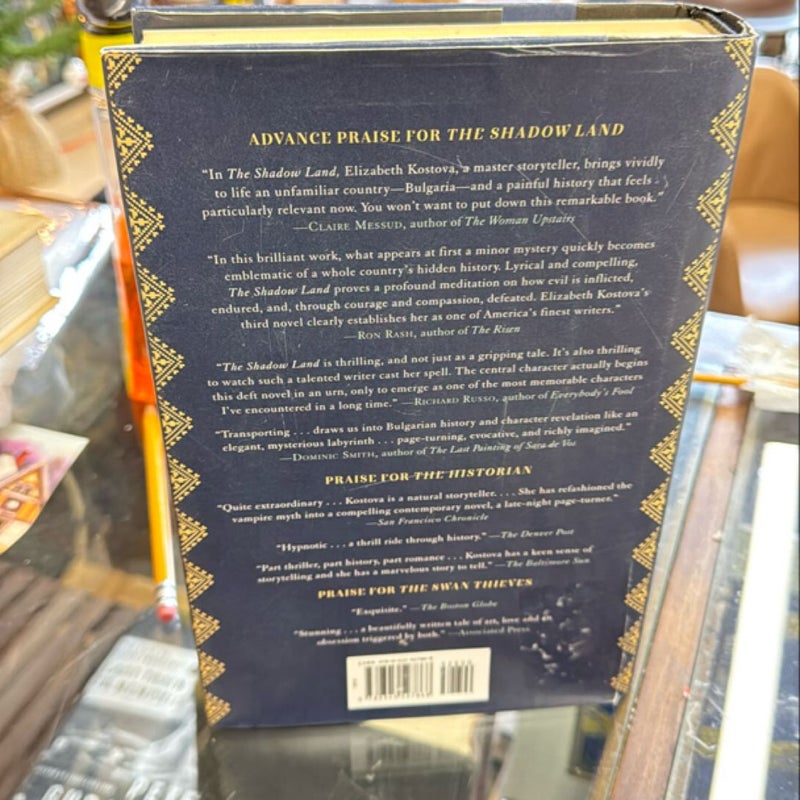 ADVANCE PRAISE FOR THE SHADOW LAND
“In The Shadow Land, Elizabeth Kostova, a master storyteller, brings vividly
to life an unfamiliar country—Bulgaria—and a painful history that feels
particularly relevant now. You won’t want to put down this remarkable book.”
—CLAIRE MESSUD, author of The Woman Upstairs
“In this brilliant work, what appears at first a minor mystery quickly becomes
emblematic of a whole country’s hidden history. Lyrical and compelling,
The Shadow Land proves a profound meditation on how evil is inflicted,
endured, and, through courage and compassion, defeated. Elizabeth Kostova’s
third novel clearly establishes her as one of America’s finest writers.”
—RON RASH, author of The Risen
“The Shadow Land is thrilling, and not just as a gripping tale. It’s also thrilling
to watch such a talented writer cast her spell. The central character actually begins
this deft novel in an urn, only to emerge as one of the most memorable characters
I’ve encountered in a long time.” —RICHARD RUSSO, author of Everybody’s Fool
“Transporting . . . draws us into Bulgarian history and character revelation like an
elegant, mysterious labyrinth . . . page-turning, evocative, and richly imagined.”
—DOMINIC SMITH, author of The Last Painting of Sara de Vos
PRAISE FOR THE HISTORIAN
“Quite extraordinary . . . Kostova is a natural storyteller. . . . She has refashioned the
vampire myth into a compelling contemporary novel, a late-night page-turner.”
—San Francisco Chronicle
“Hypnotic . . . a thrill ride through history.” —The Denver Post
“Part thriller, part history, part romance . . . Kostova has a keen sense of
storytelling and she has a marvelous story to tell.” —The Baltimore Sun
PRAISE FOR THE SWAN THIEVES
“Exquisite.” —The Boston Globe
“Stunning . . . a beautifully written tale of art, love and an
obsession triggered by both.” —Associated Press